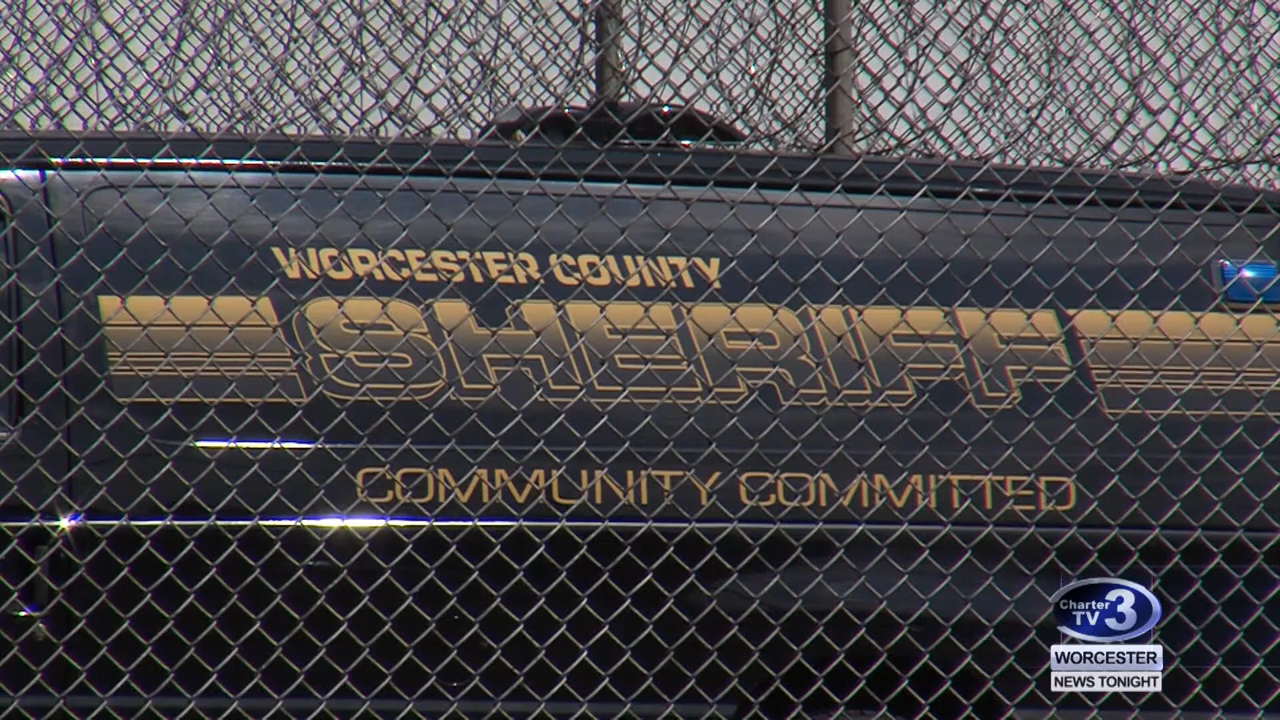 WORCESTER COUNTY
SHERIFF
COMMUNITY COMMITTED
Charter
TV 3
WORCESTER
NEWS TONIGHT